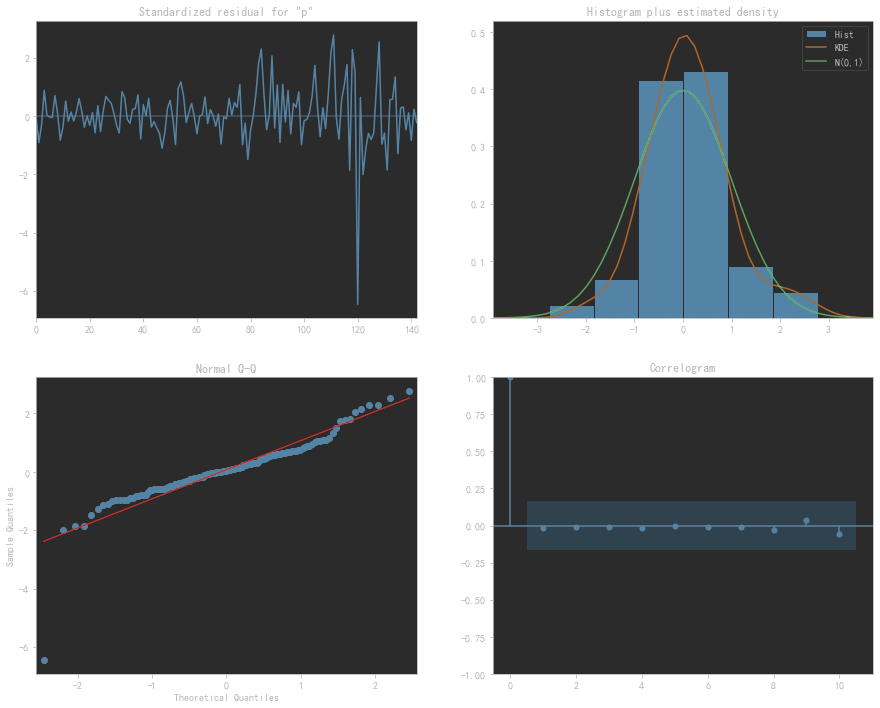 Standardized residual for "p"
2
0
−2
−4
−6
0 20 40 60 80 100 120 140
Histogram plus estimated density
0.5
0.4
0.3
0.2
0.1
0.0
Hist
KDE
N(0,1)
−3 −2 −1 0 1 2 3
Normal Q-Q
Sample Quantiles
2
0
−2
−4
−6
−2 −1 0 1 2
Theoretical Quantiles
Correlogram
1.00
0.75
0.50
0.25
0.00
−0.25
−0.50
−0.75
−1.00
0 2 4 6 8 10